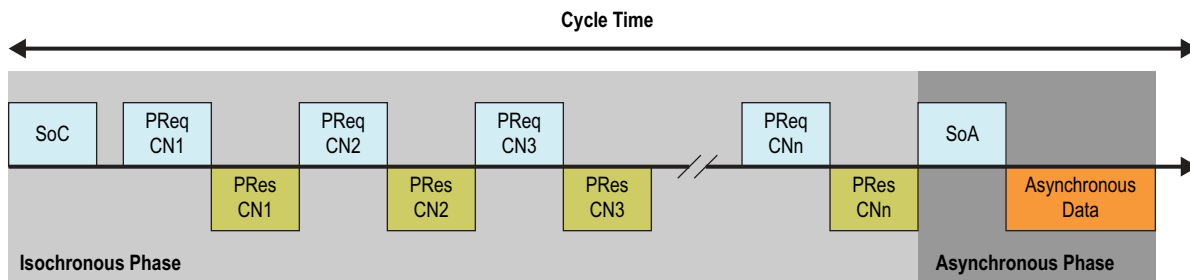 Cycle Time
SoC
PReq
CN1
PReq
CN2
PReq
CN3
PReq
CNn
SoA
PRes
CN1
PRes
CN2
PRes
CN3
PRes
CNn
Asynchronous
Data
Isochronous Phase
Asynchronous Phase